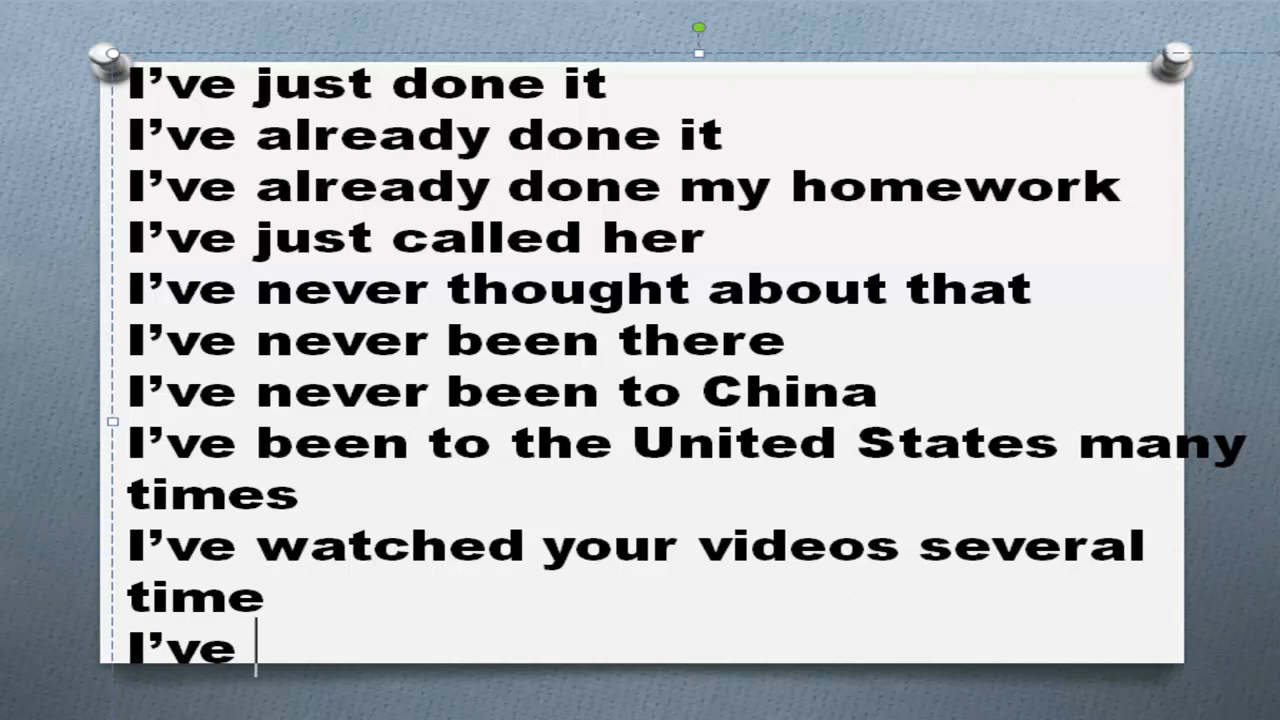 I’ve just done it
I’ve already done it
I’ve already done my homework
I’ve just called her
I’ve never thought about that
I’ve never been there
I’ve never been to China
I’ve been to the United States many
times
I’ve watched your videos several
time
I’ve